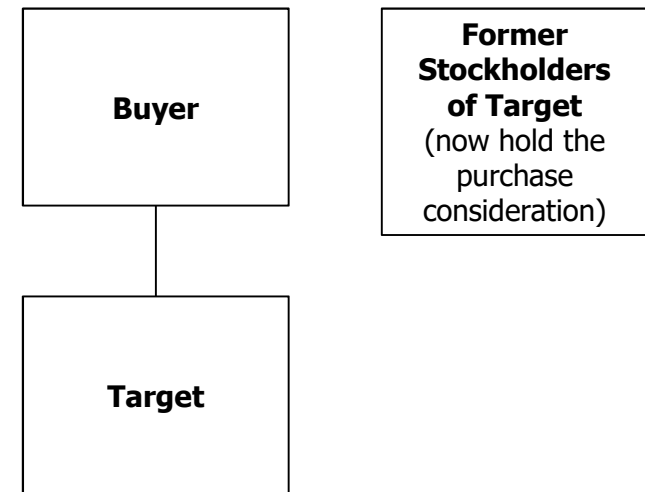 Buyer
Former
Stockholders
of Target
(now hold the
purchase
consideration)
Target